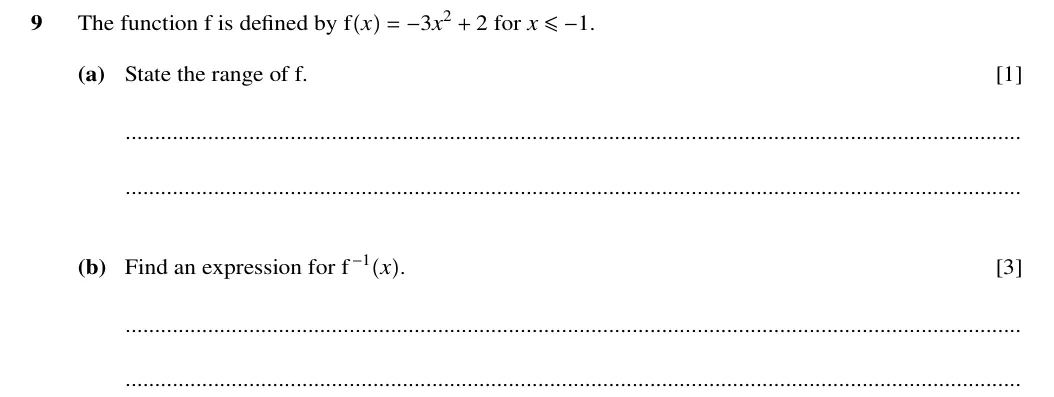 9 The function f is defined by f(x) = −3x² + 2 for x ⩽ −1.
(a) State the range of f. [1]
(b) Find an expression for f⁻¹(x). [3]